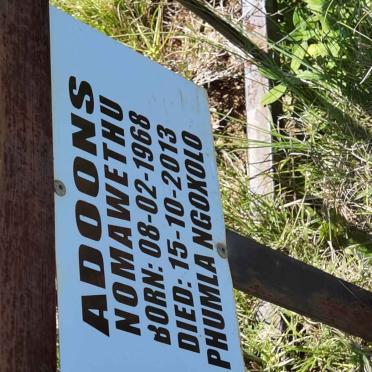 ADOONS
NOMAWETHU
BORN: 08-02-1968
DIED: 15-10-2013
PHUMLA NGOXOLO